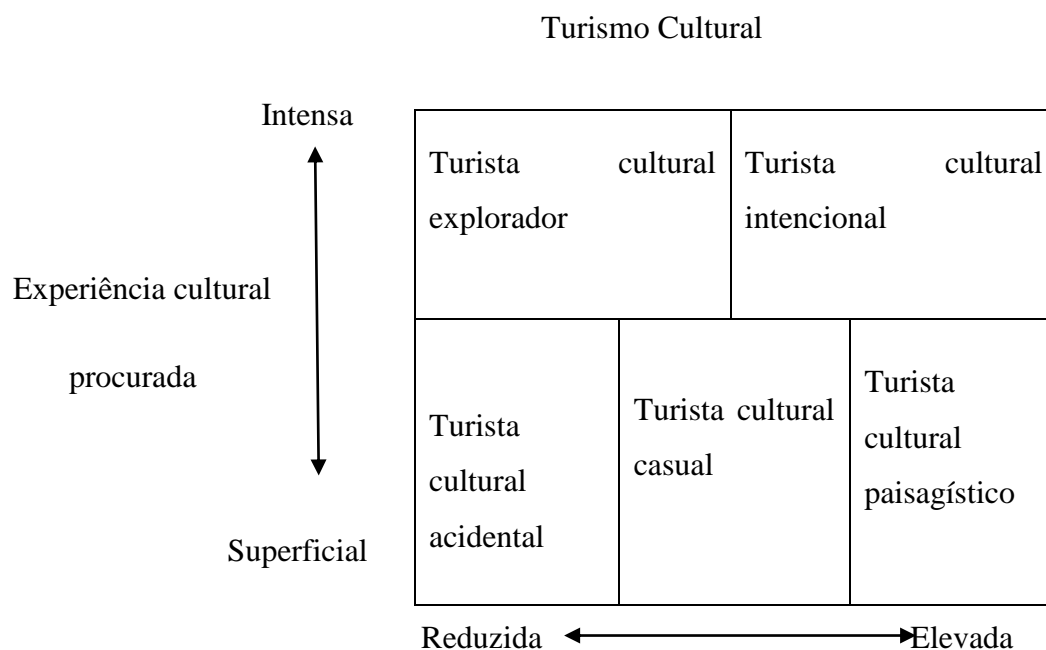 Turismo Cultural
Intensa
Experiência cultural
procurada
Superficial
Turista cultural
explorador
Turista cultural
intencional
Turista
cultural
acidental
Turista cultural
casual
Turista
cultural
paisagístico
Reduzida
Elevada